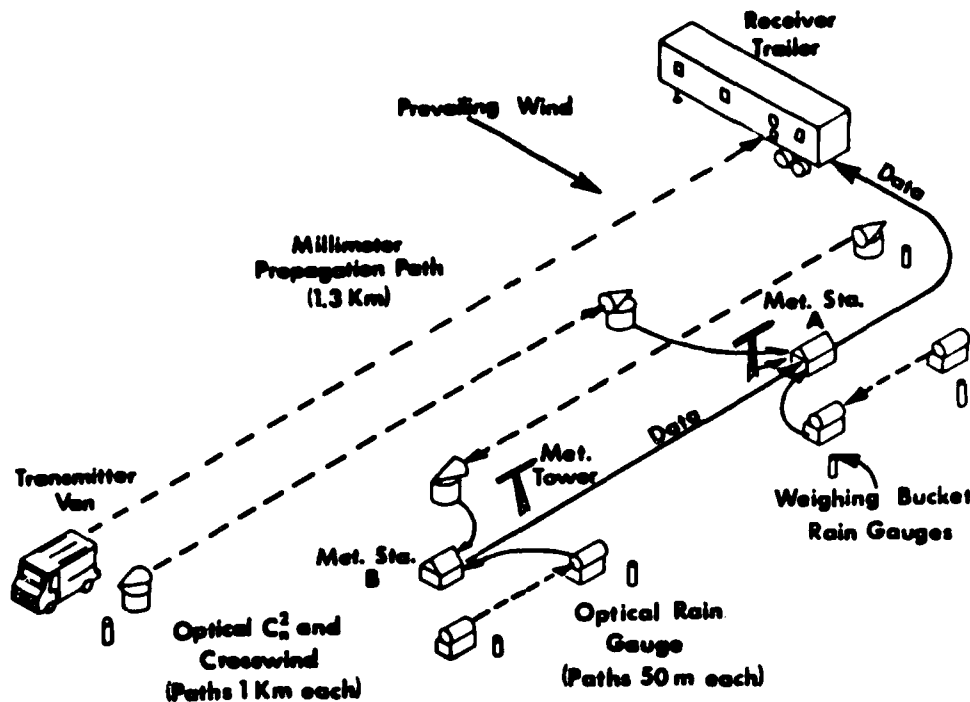 Receiver
Trailer
Prevailing Wind
Data
Millimeter
Propagation Path
(1.3 Km)
Met. Sta.
A
Data
Met.
Tower
Transmitter
Van
Weighing Bucket
Rain Gauges
Met. Sta.
B
Optical C²ₙ and
Crosswind
(Paths 1 Km each)
Optical Rain
Gauge
(Paths 50 m each)